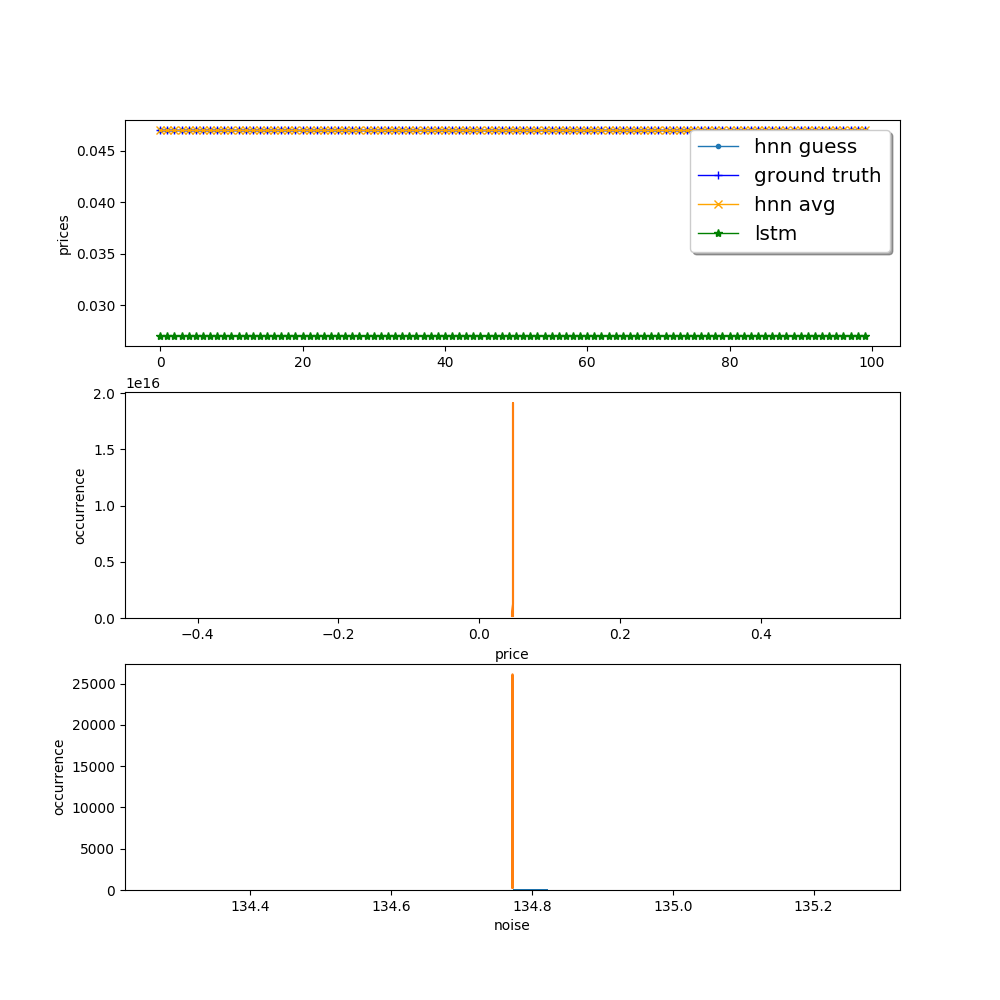 0.045
0.040
0.035
0.030
prices
hnn guess
ground truth
hnn avg
lstm
0 20 40 60 80 100
1e16
2.0
1.5
1.0
0.5
0.0
occurrence
−0.4 −0.2 0.0 0.2 0.4
price
25000
20000
15000
10000
5000
0
occurrence
134.4 134.6 134.8 135.0 135.2
noise